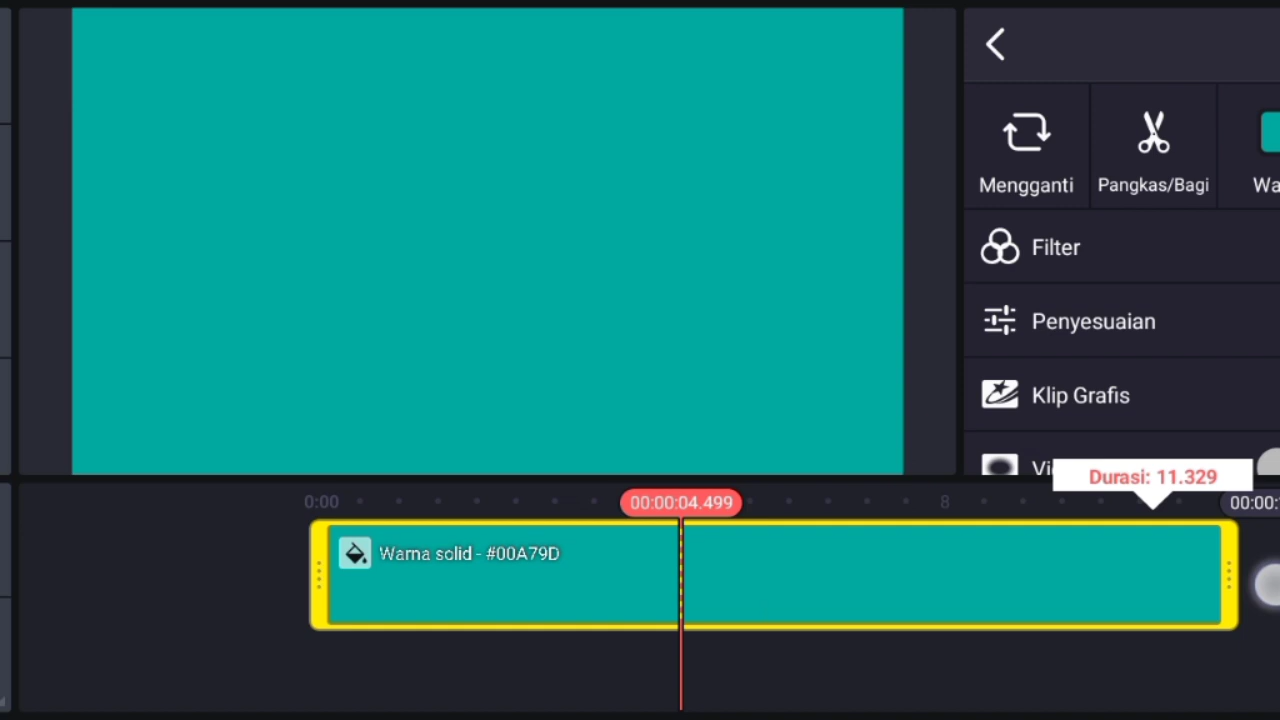 Mengganti
Pangkas/Bagi
Wa
Filter
Penyesuaian
Klip Grafis
Vi
Durasi: 11.329
0:00
00:00:04.499
8
00:00:
Warna solid - #00A79D